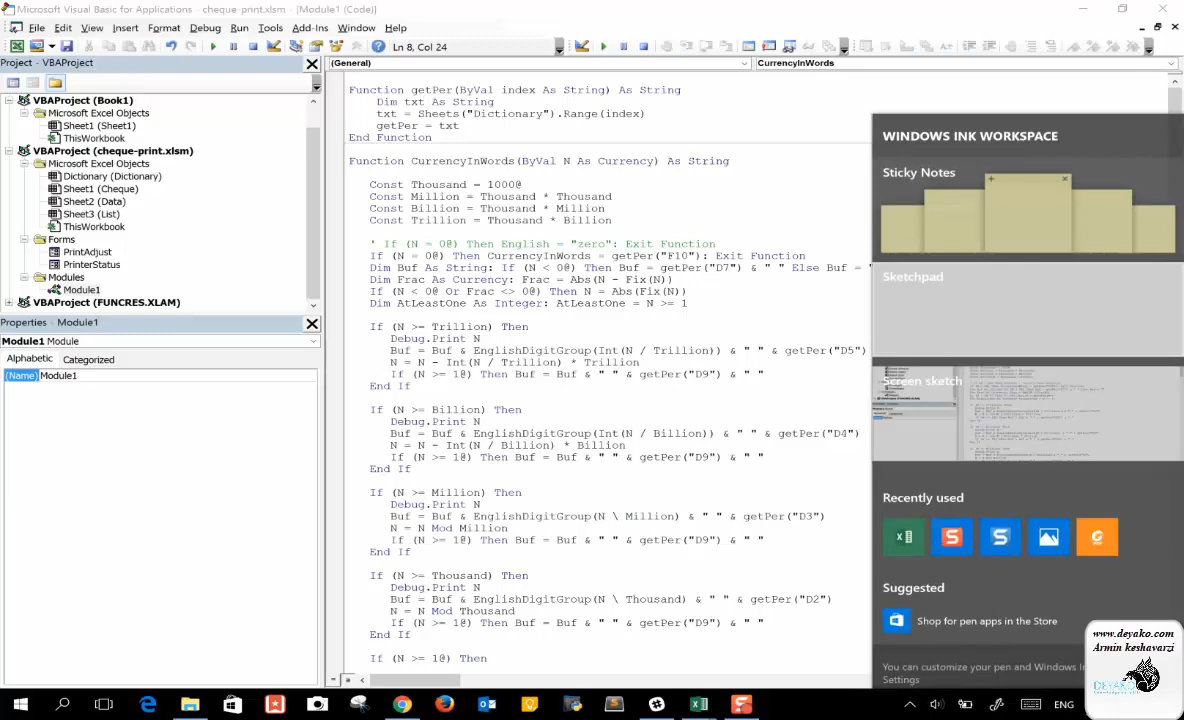 Microsoft Visual Basic for Applications - cheque-print.xlsm - [Module1 (Code)]
File Edit View Insert Format Debug Run Tools Add-Ins Window Help
Ln 8, Col 24
Project - VBAProject
VBAProject (Book1)
Microsoft Excel Objects
Sheet1 (Sheet1)
ThisWorkbook
VBAProject (cheque-print.xlsm)
Microsoft Excel Objects
Dictionary (Dictionary)
Sheet1 (Cheque)
Sheet2 (Data)
Sheet3 (List)
ThisWorkbook
Forms
PrintAdjust
PrinterStatus
Modules
Module1
VBAProject (FUNCRES.XLAM)
Properties - Module1
Module1 Module
Alphabetic Categorized
(Name) Module1
(General) CurrencyInWords
Function getPer(ByVal index As String) As String
Dim txt As String
txt = Sheets("Dictionary").Range(index)
getPer = txt
End Function
Function CurrencyInWords(ByVal N As Currency) As String
Const Thousand = 1000@
Const Million = Thousand * Thousand
Const Billion = Thousand * Million
Const Trillion = Thousand * Billion
' If (N = 0@) Then English = "zero": Exit Function
If (N = 0@) Then CurrencyInWords = getPer("F10"): Exit Function
Dim Buf As String: If (N < 0@) Then Buf = getPer("D7") & " " Else Buf = "
Dim Frac As Currency: Frac = Abs(N - Fix(N))
If (N < 0@ Or Frac <> 0@) Then N = Abs(Fix(N))
Dim AtLeastOne As Integer: AtLeastOne = N >= 1
If (N >= Trillion) Then
Debug.Print N
Buf = Buf & EnglishDigitGroup(Int(N / Trillion)) & " " & getPer("D5")
N = N - Int(N / Trillion) * Trillion
If (N >= 1@) Then Buf = Buf & " " & getPer("D9") & " "
End If
If (N >= Billion) Then
Debug.Print N
Buf = Buf & EnglishDigitGroup(Int(N / Billion)) & " " & getPer("D4")
N = N - Int(N / Billion) * Billion
If (N >= 1@) Then Buf = Buf & " " & getPer("D9") & " "
End If
If (N >= Million) Then
Debug.Print N
Buf = Buf & EnglishDigitGroup(N \ Million) & " " & getPer("D3")
N = N Mod Million
If (N >= 1@) Then Buf = Buf & " " & getPer("D9") & " "
End If
If (N >= Thousand) Then
Debug.Print N
Buf = Buf & EnglishDigitGroup(N \ Thousand) & " " & getPer("D2")
N = N Mod Thousand
If (N >= 1@) Then Buf = Buf & " " & getPer("D9") & " "
End If
If (N >= 1@) Then
WINDOWS INK WORKSPACE
Sticky Notes
Sketchpad
Screen sketch
Recently used
Suggested
Shop for pen apps in the Store
You can customize your pen and Windows In
Settings
www.deyako.com
Armin keshavarzi
DEYAKO
ENG